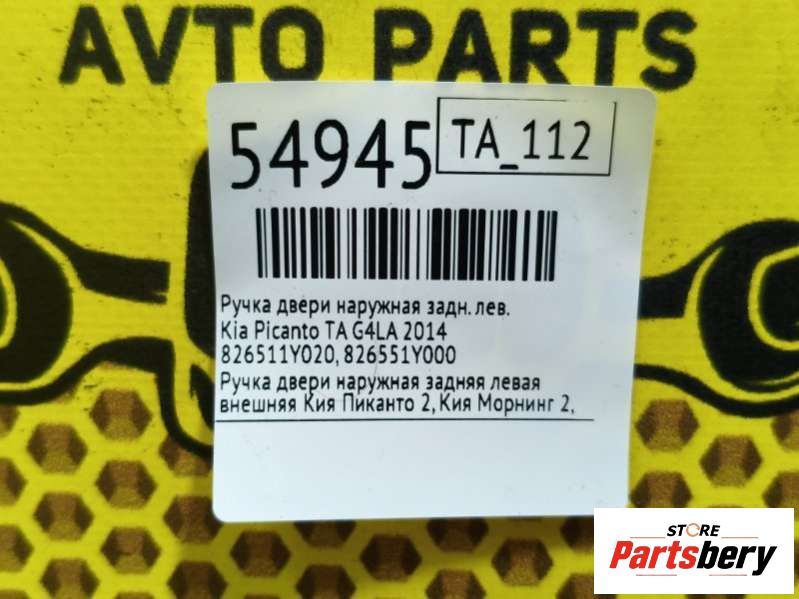 AVTO PARTS
54945
TA_112
Ручка двери наружная задн. лев.
Kia Picanto TA G4LA 2014
826511Y020, 826551Y000
Ручка двери наружная задняя левая
внешняя Кия Пиканто 2, Кия Морнинг 2,
STORE
Partsbery